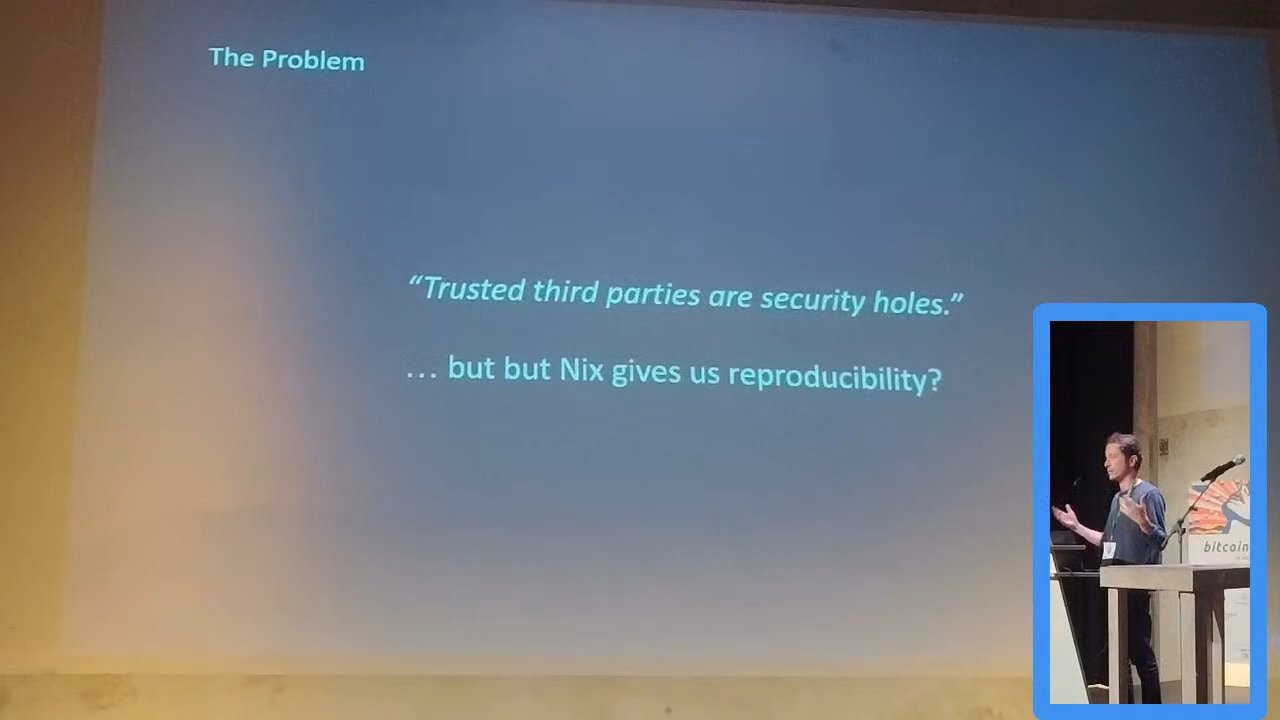 The Problem
“Trusted third parties are security holes.”
… but but Nix gives us reproducibility?
bitcoin